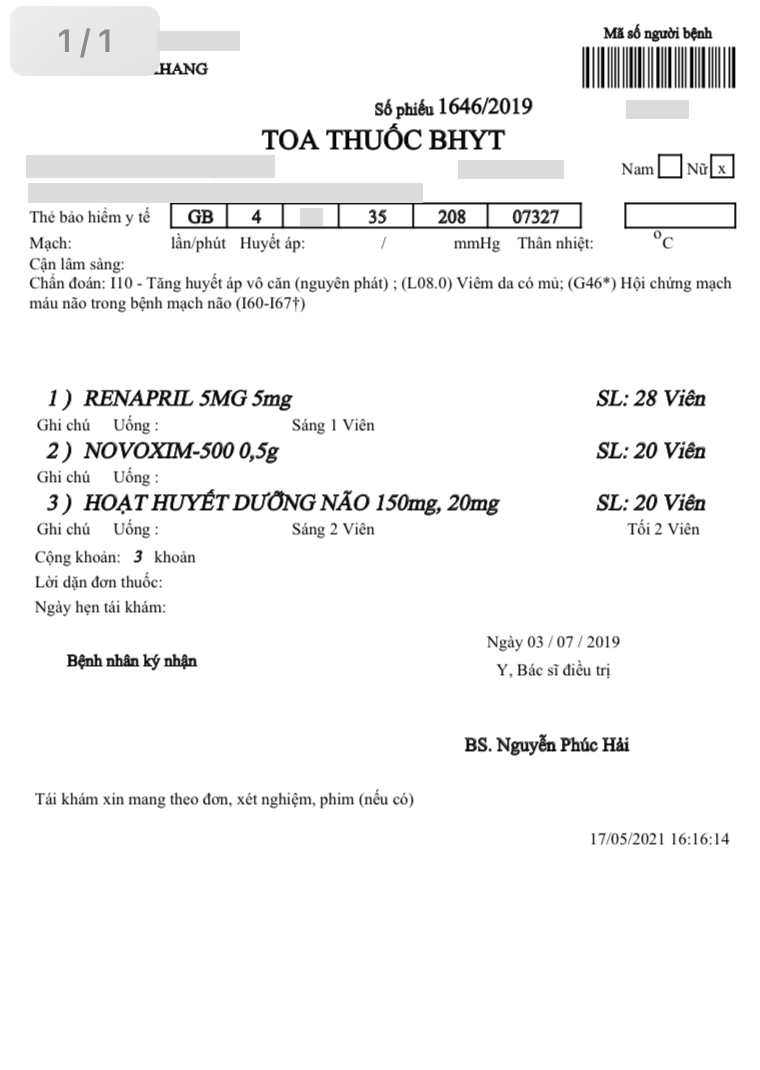 1/1
Mã số người bệnh
KHANG
Số phiếu 1646/2019
TOA THUỐC BHYT
Nam Nữ x
Thẻ bảo hiểm y tế GB 4 35 208 07327
Mạch: lần/phút Huyết áp: / mmHg Thân nhiệt: °C
Cận lâm sàng:
Chẩn đoán: I10 - Tăng huyết áp vô căn (nguyên phát) ; (L08.0) Viêm da có mủ; (G46*) Hội chứng mạch
máu não trong bệnh mạch não (I60-I67†)
1 ) RENAPRIL 5MG 5mg SL: 28 Viên
Ghi chú Uống : Sáng 1 Viên
2 ) NOVOXIM-500 0,5g SL: 20 Viên
Ghi chú Uống :
3 ) HOẠT HUYẾT DƯỠNG NÃO 150mg, 20mg SL: 20 Viên
Ghi chú Uống : Sáng 2 Viên Tối 2 Viên
Cộng khoản: 3 khoản
Lời dặn đơn thuốc:
Ngày hẹn tái khám:
Ngày 03 / 07 / 2019
Bệnh nhân ký nhận
Y, Bác sĩ điều trị
BS. Nguyễn Phúc Hải
Tái khám xin mang theo đơn, xét nghiệm, phim (nếu có)
17/05/2021 16:16:14